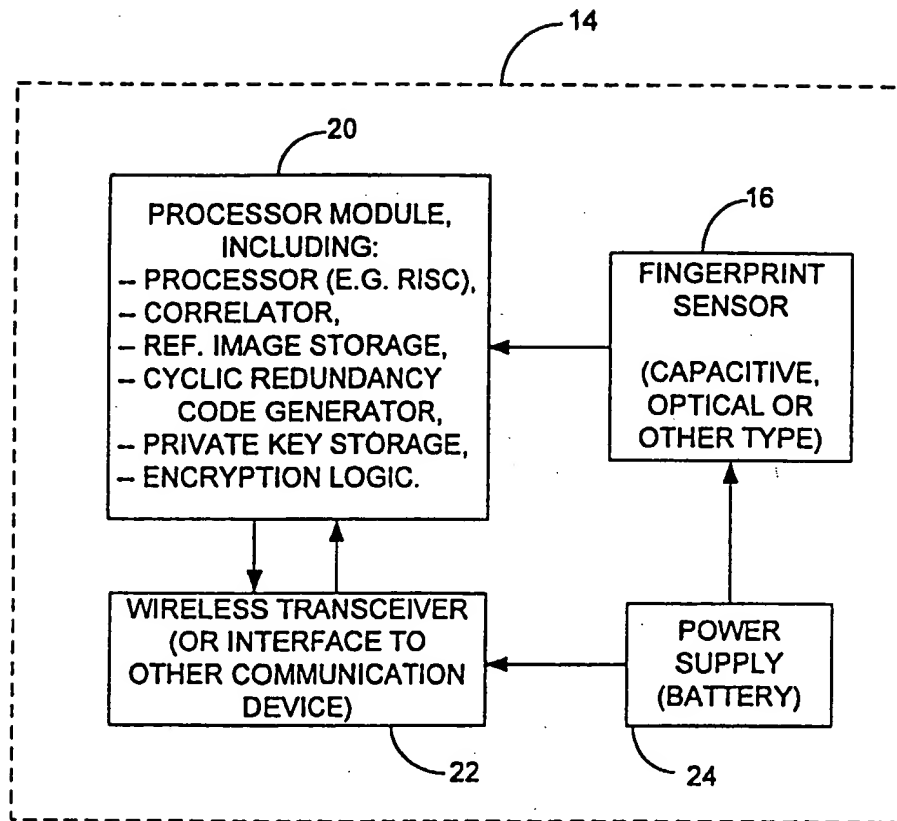 14
20
PROCESSOR MODULE,
INCLUDING:
– PROCESSOR (E.G. RISC),
– CORRELATOR,
– REF. IMAGE STORAGE,
– CYCLIC REDUNDANCY
CODE GENERATOR,
– PRIVATE KEY STORAGE,
– ENCRYPTION LOGIC.
16
FINGERPRINT
SENSOR
(CAPACITIVE,
OPTICAL OR
OTHER TYPE)
WIRELESS TRANSCEIVER
(OR INTERFACE TO
OTHER COMMUNICATION
DEVICE)
22
POWER
SUPPLY
(BATTERY)
24